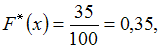 F*(x) = 35/100 = 0,35,